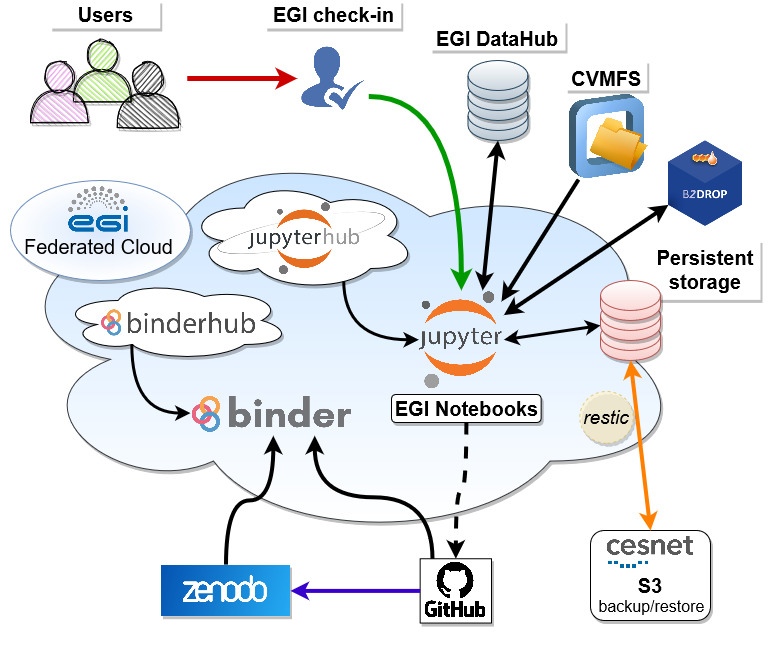 Users
EGI check-in
EGI DataHub
CVMFS
B2DROP
egi
Federated Cloud
jupyterhub
Persistent
storage
binderhub
jupyter
EGI Notebooks
binder
restic
cesnet
S3
backup/restore
zenodo
GitHub